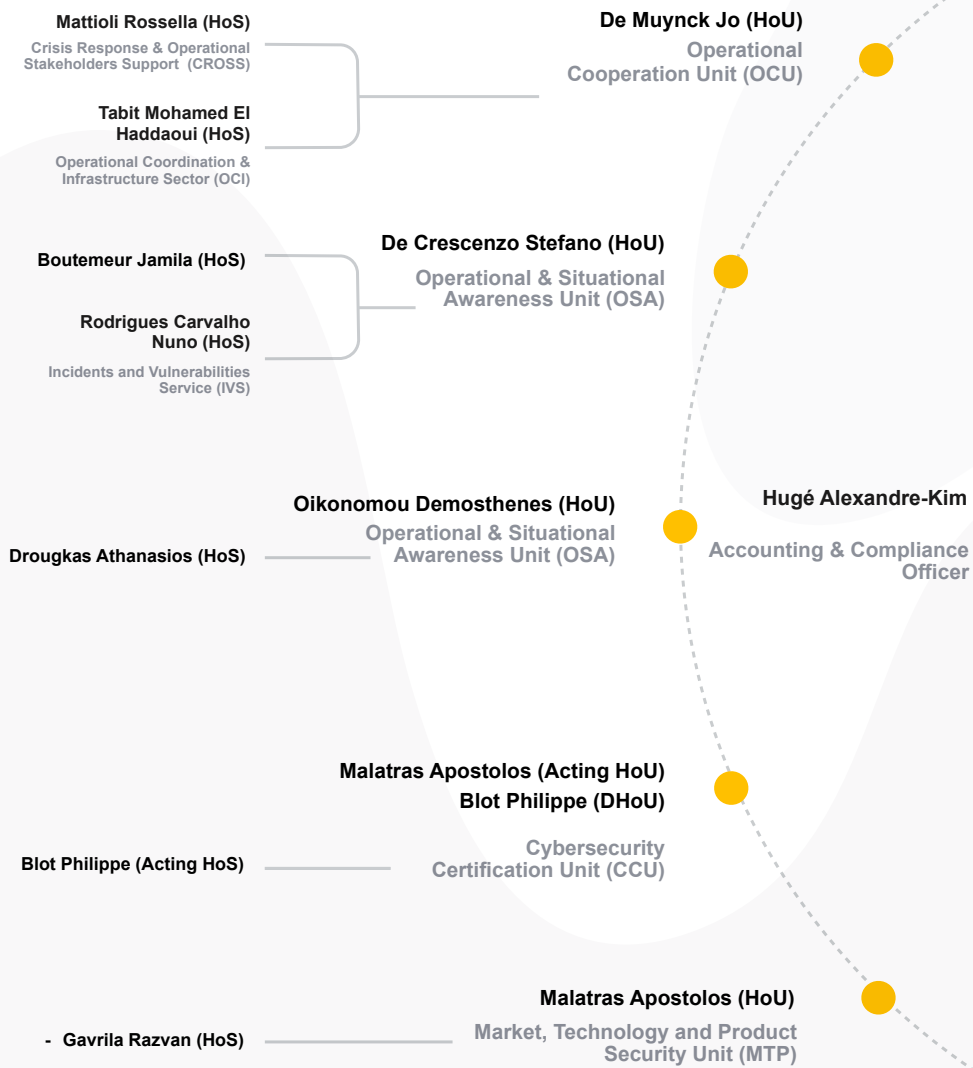 De Muynck Jo (HoU)
Operational
Cooperation Unit (OCU)
Mattioli Rossella (HoS)
Crisis Response & Operational
Stakeholders Support (CROSS)
Tabit Mohamed El
Haddaoui (HoS)
Operational Coordination &
Infrastructure Sector (OCI)
De Crescenzo Stefano (HoU)
Operational & Situational
Awareness Unit (OSA)
Boutemeur Jamila (HoS)
Rodrigues Carvalho
Nuno (HoS)
Incidents and Vulnerabilities
Service (IVS)
Oikonomou Demosthenes (HoU)
Operational & Situational
Awareness Unit (OSA)
Drougkas Athanasios (HoS)
Hugé Alexandre-Kim
Accounting & Compliance
Officer
Malatras Apostolos (Acting HoU)
Blot Philippe (DHoU)
Cybersecurity
Certification Unit (CCU)
Blot Philippe (Acting HoS)
Malatras Apostolos (HoU)
Market, Technology and Product
Security Unit (MTP)
- Gavrila Razvan (HoS)